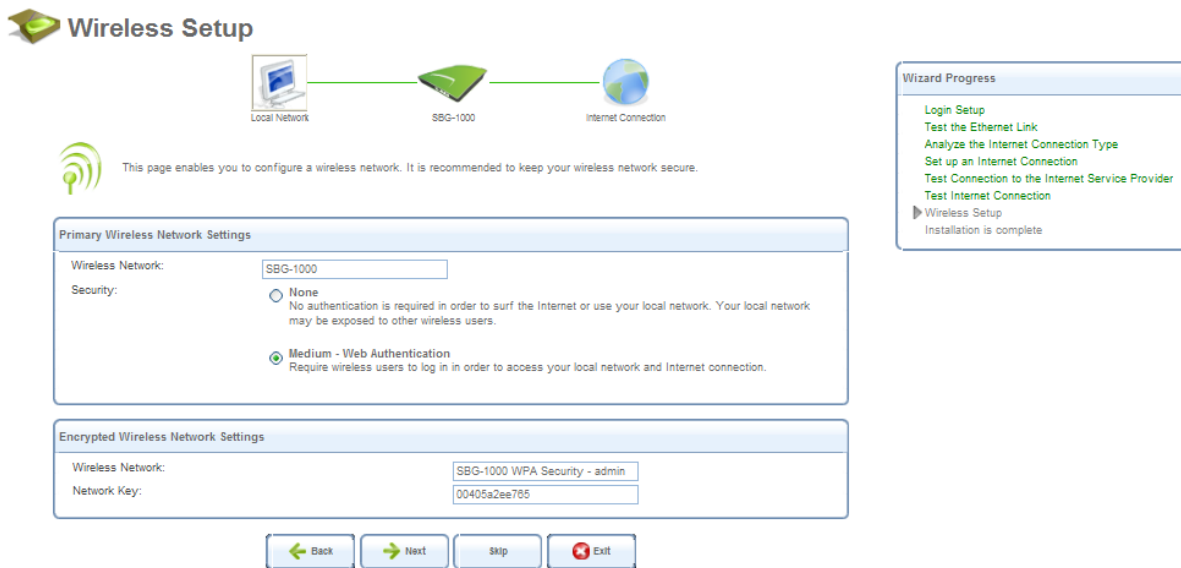 Wireless Setup
Local Network
SBG-1000
Internet Connection
This page enables you to configure a wireless network. It is recommended to keep your wireless network secure.
Primary Wireless Network Settings
Wireless Network:
SBG-1000
Security:
None
No authentication is required in order to surf the Internet or use your local network. Your local network
may be exposed to other wireless users.
Medium - Web Authentication
Require wireless users to log in in order to access your local network and Internet connection.
Encrypted Wireless Network Settings
Wireless Network:
SBG-1000 WPA Security - admin
Network Key:
00405a2ee765
Back
Next
Skip
Exit
Wizard Progress
Login Setup
Test the Ethernet Link
Analyze the Internet Connection Type
Set up an Internet Connection
Test Connection to the Internet Service Provider
Test Internet Connection
Wireless Setup
Installation is complete